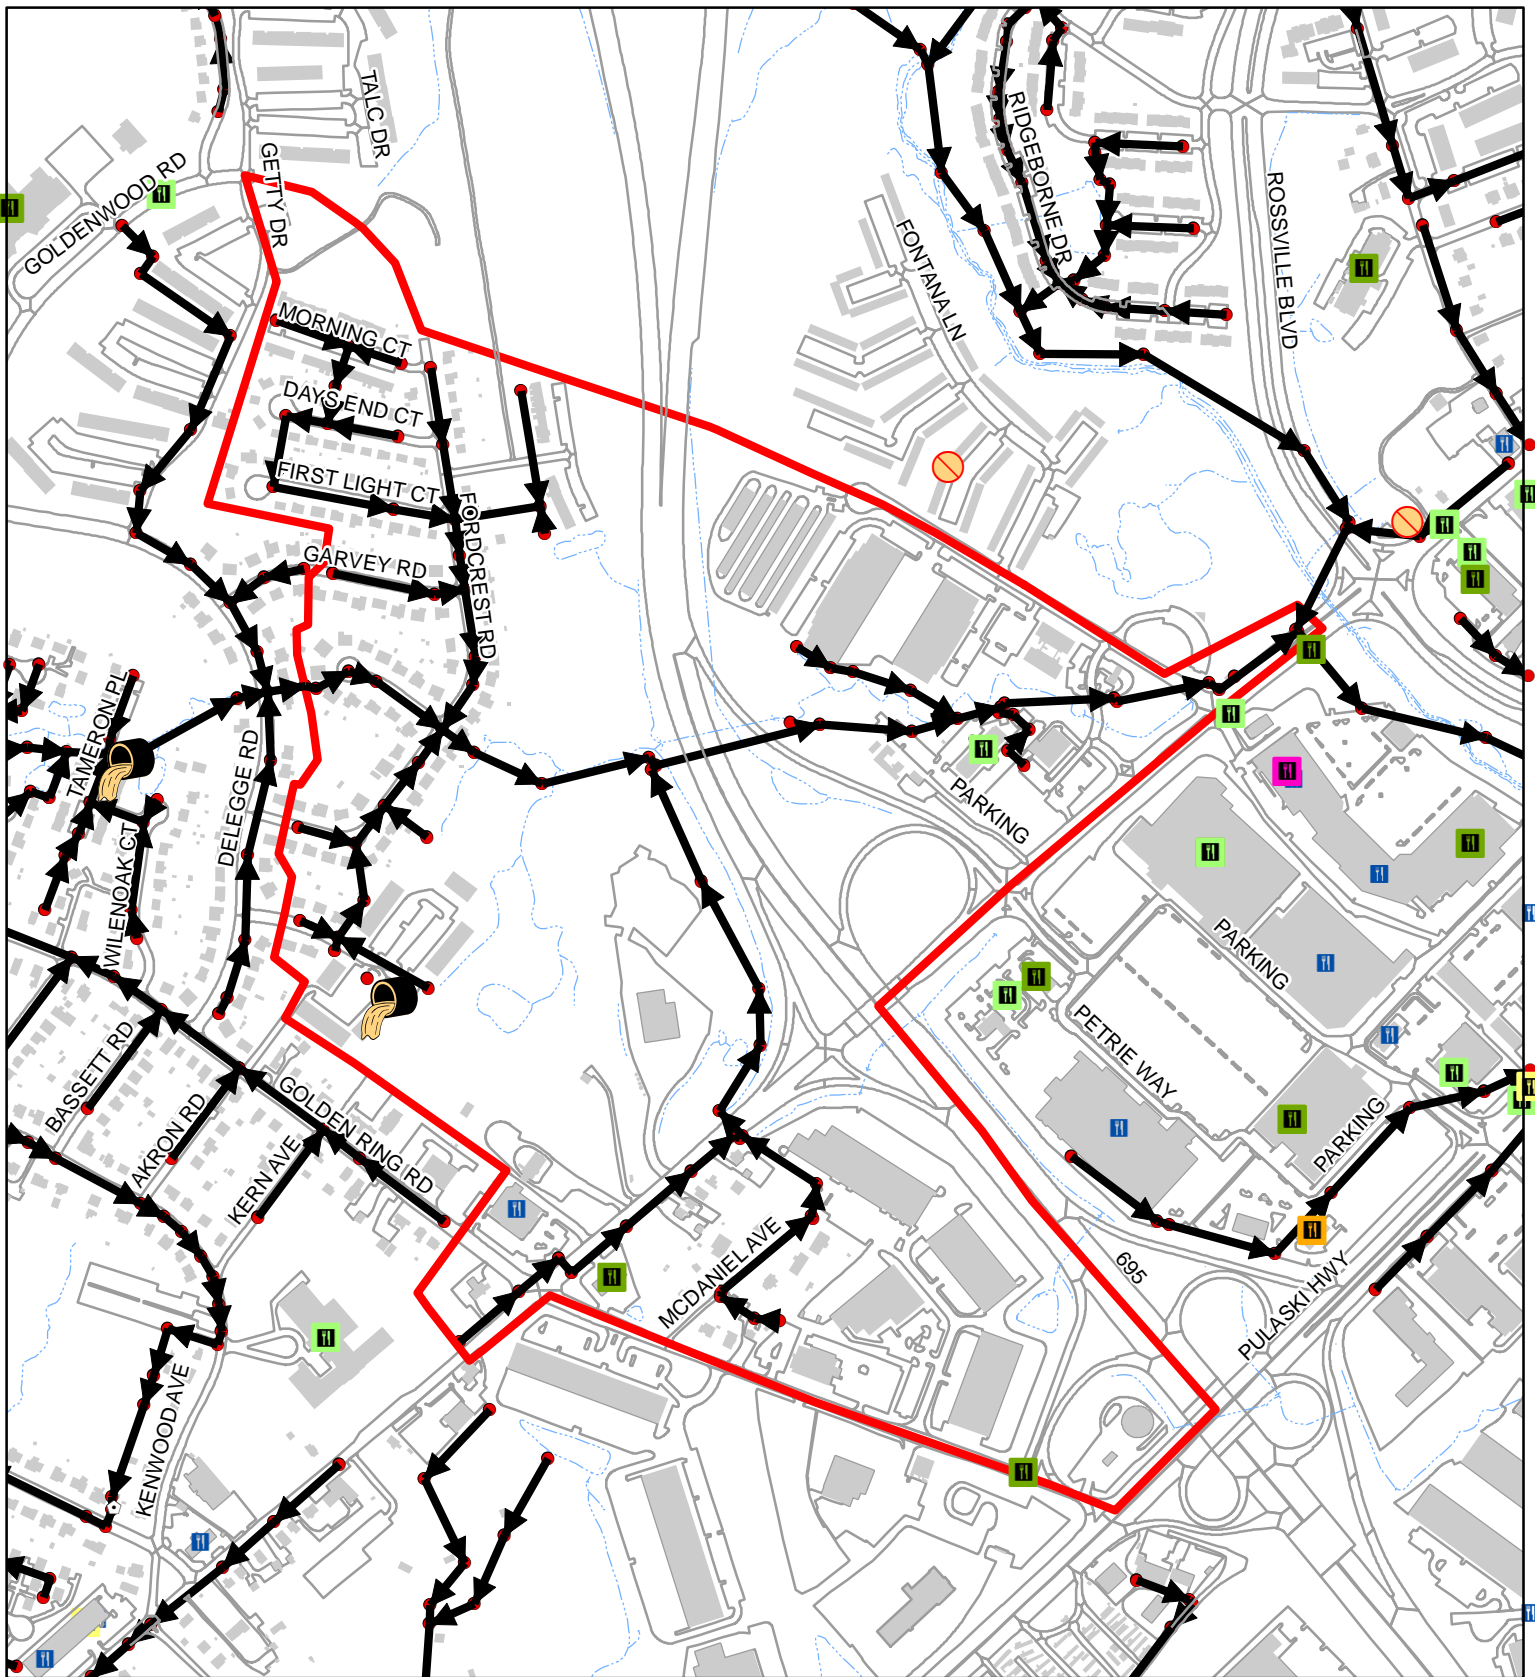 TALC DR
GOLDENWOOD RD
GETTY DR
RIDGEBORNE DR
ROSSVILLE BLVD
FONTANA LN
MORNING CT
DAYS END CT
FIRST LIGHT CT
FORDCREST RD
GARVEY RD
TAMERON PL
DELEGGE RD
WILENOAK CT
PARKING
PARKING
PETRIE WAY
BASSETT RD
AKRON RD
KERN AVE
GOLDEN RING RD
PARKING
MCDANIEL AVE
695
PULASKI HWY
KENWOOD AVE